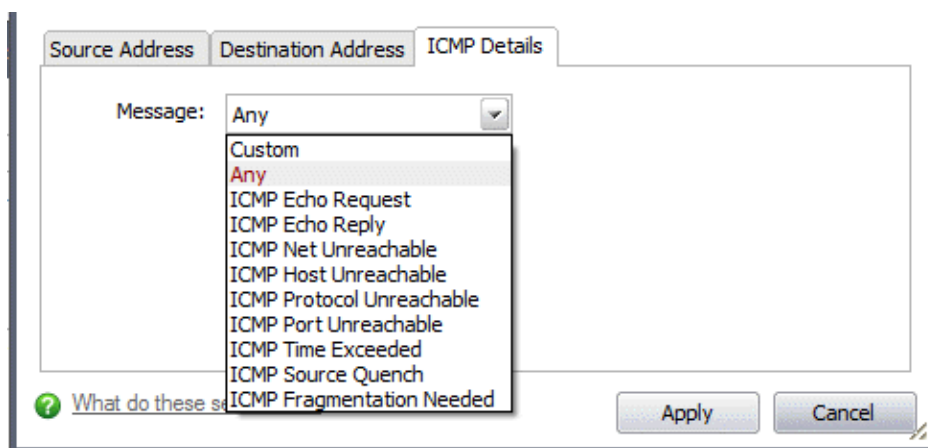 Source Address Destination Address ICMP Details
Message: Any
Custom
Any
ICMP Echo Request
ICMP Echo Reply
ICMP Net Unreachable
ICMP Host Unreachable
ICMP Protocol Unreachable
ICMP Port Unreachable
ICMP Time Exceeded
ICMP Source Quench
ICMP Fragmentation Needed
What do these
Apply Cancel